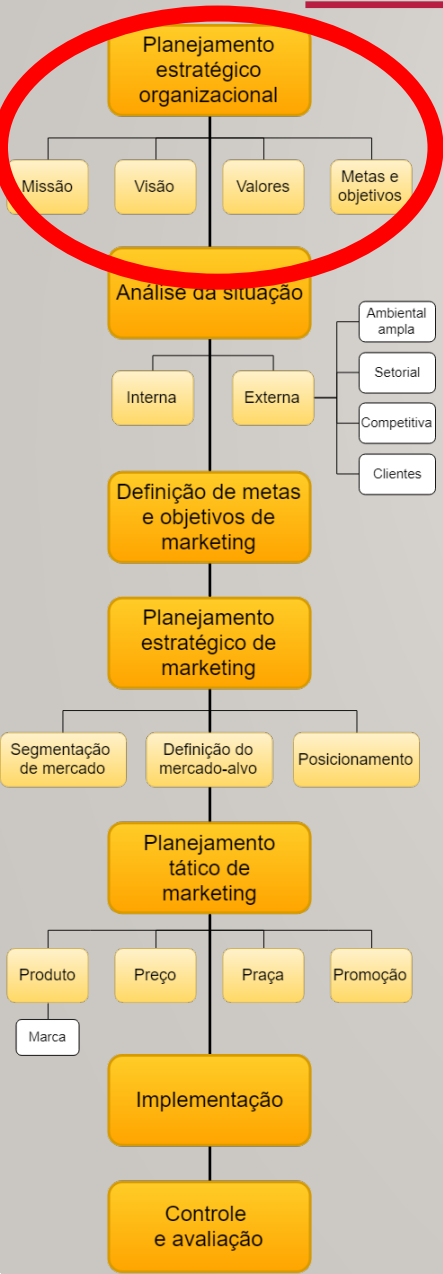 Planejamento
estratégico
organizacional
Missão
Visão
Valores
Metas e
objetivos
Análise da situação
Interna
Externa
Ambiental
ampla
Setorial
Competitiva
Clientes
Definição de metas
e objetivos de
marketing
Planejamento
estratégico de
marketing
Segmentação
de mercado
Definição do
mercado-alvo
Posicionamento
Planejamento
tático de
marketing
Produto
Preço
Praça
Promoção
Marca
Implementação
Controle
e avaliação